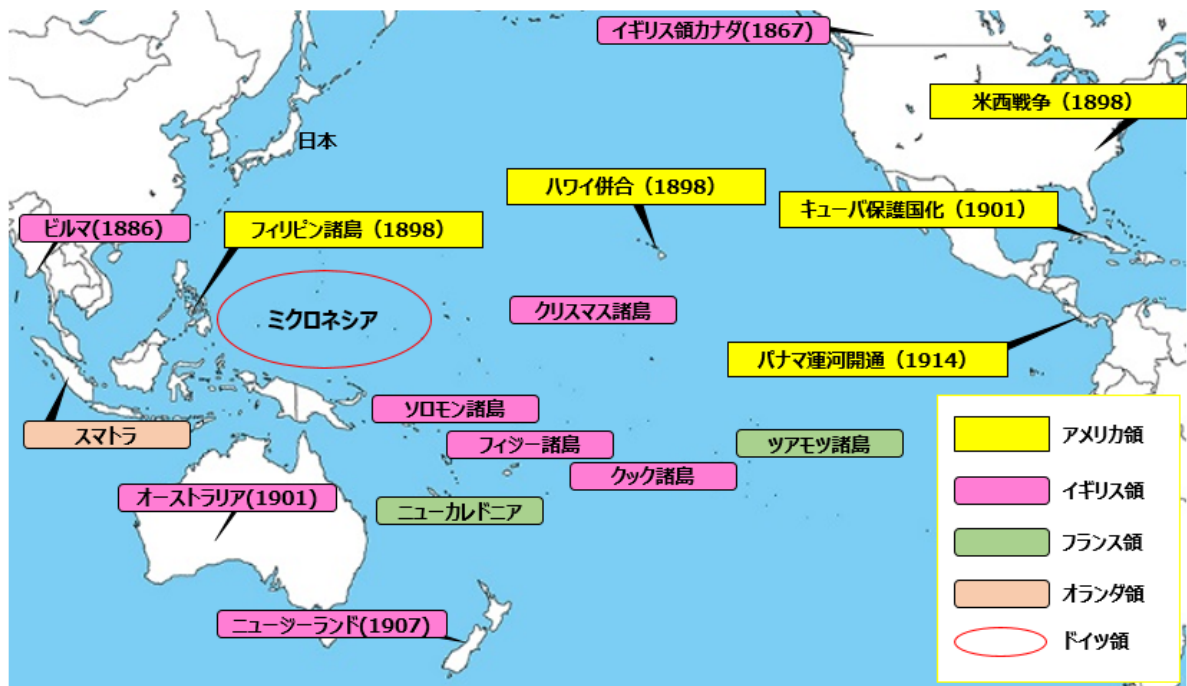 イギリス領カナダ(1867)
米西戦争（1898）
日本
ハワイ併合（1898）
キューバ保護国化（1901）
ビルマ(1886)
フィリピン諸島（1898）
ミクロネシア
クリスマス諸島
パナマ運河開通（1914）
ソロモン諸島
スマトラ
フィジー諸島
ツアモツ諸島
クック諸島
オーストラリア(1901)
ニューカレドニア
ニュージーランド(1907)
アメリカ領
イギリス領
フランス領
オランダ領
ドイツ領